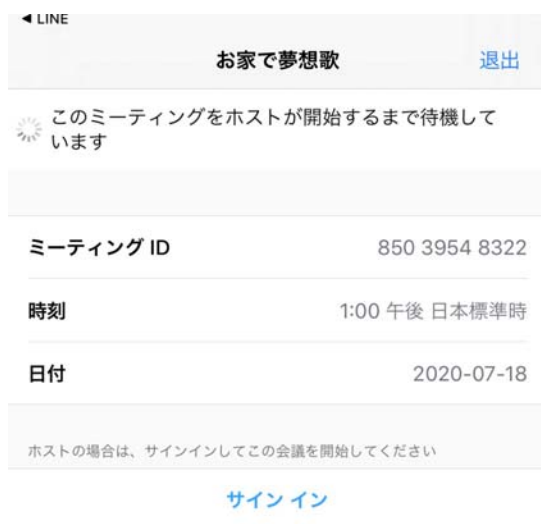 ◀ LINE
お家で夢想歌
退出
このミーティングをホストが開始するまで待機して
います
ミーティング ID
850 3954 8322
時刻
1:00 午後 日本標準時
日付
2020-07-18
ホストの場合は、サインインしてこの会議を開始してください
サイン イン